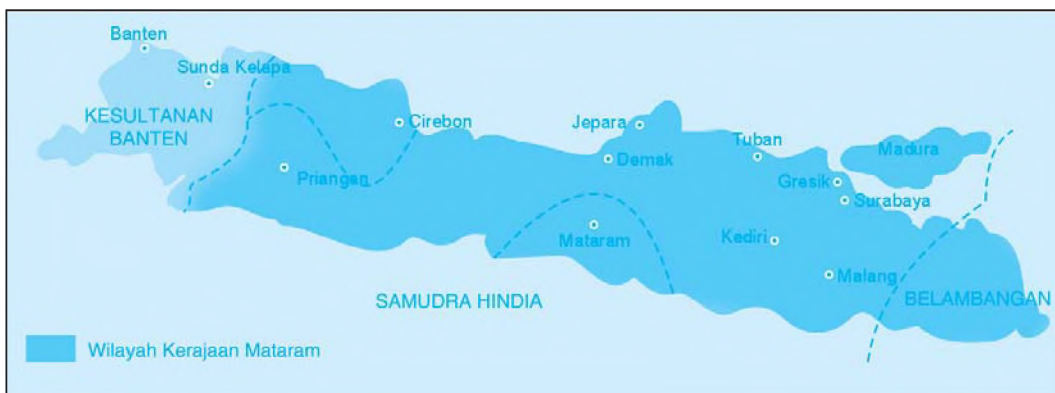 Banten
Sunda Kelapa
KESULTANAN
BANTEN
Cirebon
Jepara
Tuban
Madura
Demak
Priangan
Gresik
Surabaya
Mataram
Kediri
Malang
SAMUDRA HINDIA
BELAMBANGAN
Wilayah Kerajaan Mataram